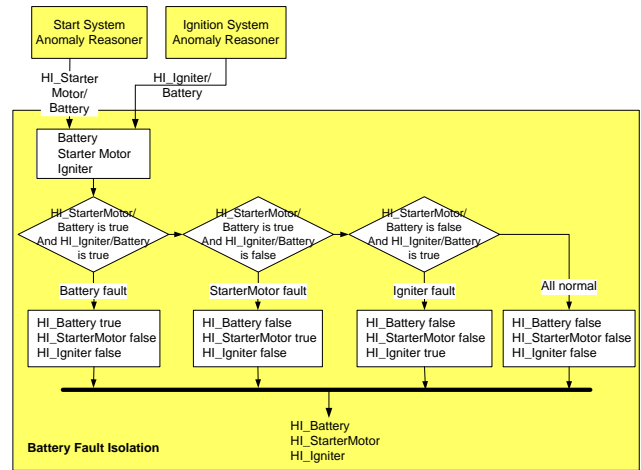 Start System
Anomaly Reasoner
Ignition System
Anomaly Reasoner
HI_Starter
Motor/
Battery
HI_Igniter/
Battery
Battery
Starter Motor
Igniter
HI_StarterMotor/
Battery is true
And HI_Igniter/Battery
is true
HI_StarterMotor/
Battery is true
And HI_Igniter/Battery
is false
HI_StarterMotor/
Battery is false
And HI_Igniter/Battery
is true
Battery fault
StarterMotor fault
Igniter fault
All normal
HI_Battery true
HI_StarterMotor false
HI_Igniter false
HI_Battery false
HI_StarterMotor true
HI_Igniter false
HI_Battery false
HI_StarterMotor false
HI_Igniter true
HI_Battery false
HI_StarterMotor false
HI_Igniter false
HI_Battery
HI_StarterMotor
HI_Igniter
Battery Fault Isolation